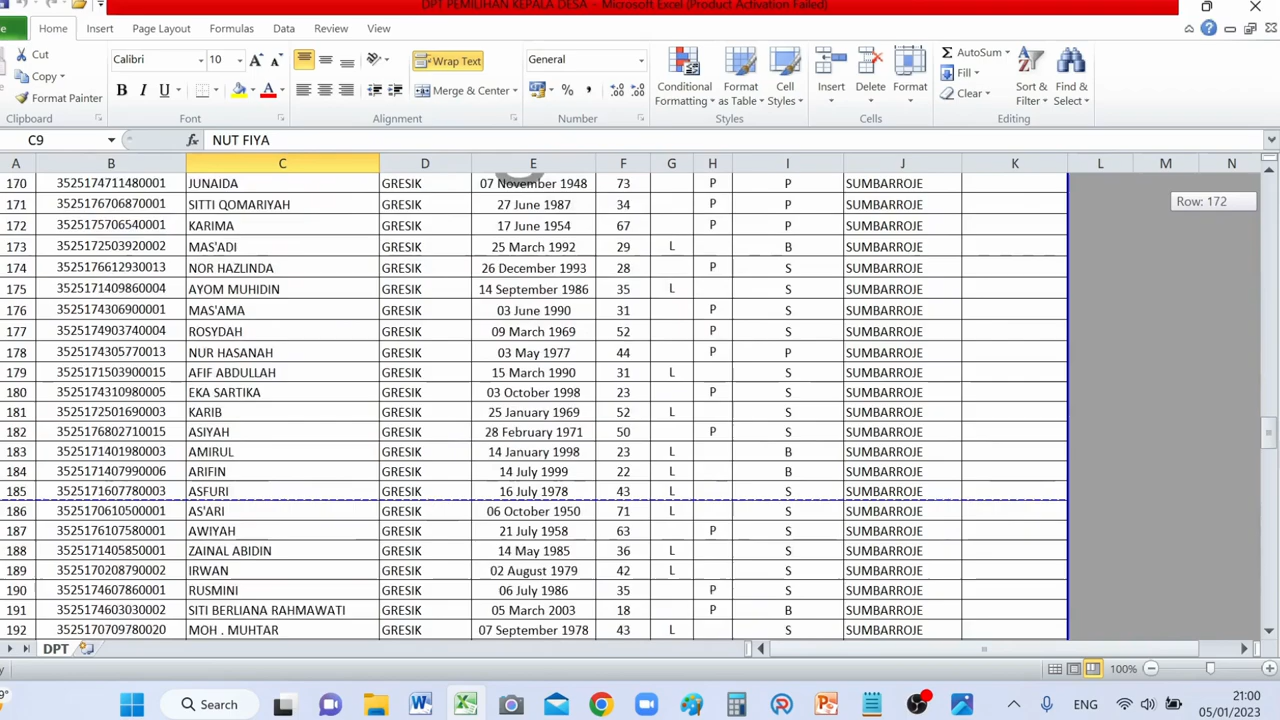 DPT PEMILIHAN KEPALA DESA - Microsoft Excel (Product Activation Failed)
Home Insert Page Layout Formulas Data Review View
Cut
Copy
Format Painter
Clipboard
Calibri 10
B I U
Font
Wrap Text
Merge & Center
Alignment
General
Number
Conditional Formatting
Format as Table
Cell Styles
Styles
Insert Delete Format
Cells
AutoSum
Fill
Clear
Sort & Filter
Find & Select
Editing
C9 fx NUT FIYA
A B C D E F G H I J K L M N
170 3525174711480001 JUNAIDA GRESIK 07 November 1948 73 P P SUMBARROJE
Row: 172
171 3525176706870001 SITTI QOMARIYAH GRESIK 27 June 1987 34 P P SUMBARROJE
172 3525175706540001 KARIMA GRESIK 17 June 1954 67 P P SUMBARROJE
173 3525172503920002 MAS'ADI GRESIK 25 March 1992 29 L B SUMBARROJE
174 3525176612930013 NOR HAZLINDA GRESIK 26 December 1993 28 P S SUMBARROJE
175 3525171409860004 AYOM MUHIDIN GRESIK 14 September 1986 35 L S SUMBARROJE
176 3525174306900001 MAS'AMA GRESIK 03 June 1990 31 P S SUMBARROJE
177 3525174903740004 ROSYDAH GRESIK 09 March 1969 52 P S SUMBARROJE
178 3525174305770013 NUR HASANAH GRESIK 03 May 1977 44 P P SUMBARROJE
179 3525171503900015 AFIF ABDULLAH GRESIK 15 March 1990 31 L S SUMBARROJE
180 3525174310980005 EKA SARTIKA GRESIK 03 October 1998 23 P S SUMBARROJE
181 3525172501690003 KARIB GRESIK 25 January 1969 52 L S SUMBARROJE
182 3525176802710015 ASIYAH GRESIK 28 February 1971 50 P S SUMBARROJE
183 3525171401980003 AMIRUL GRESIK 14 January 1998 23 L B SUMBARROJE
184 3525171407990006 ARIFIN GRESIK 14 July 1999 22 L B SUMBARROJE
185 3525171607780003 ASFURI GRESIK 16 July 1978 43 L S SUMBARROJE
186 3525170610500001 AS'ARI GRESIK 06 October 1950 71 L S SUMBARROJE
187 3525176107580001 AWIYAH GRESIK 21 July 1958 63 P S SUMBARROJE
188 3525171405850001 ZAINAL ABIDIN GRESIK 14 May 1985 36 L S SUMBARROJE
189 3525170208790002 IRWAN GRESIK 02 August 1979 42 L S SUMBARROJE
190 3525174607860001 RUSMINI GRESIK 06 July 1986 35 P S SUMBARROJE
191 3525174603030002 SITI BERLIANA RAHMAWATI GRESIK 05 March 2003 18 P B SUMBARROJE
192 3525170709780020 MOH . MUHTAR GRESIK 07 September 1978 43 L S SUMBARROJE
DPT
100%
Search
ENG
21:00
05/01/2023